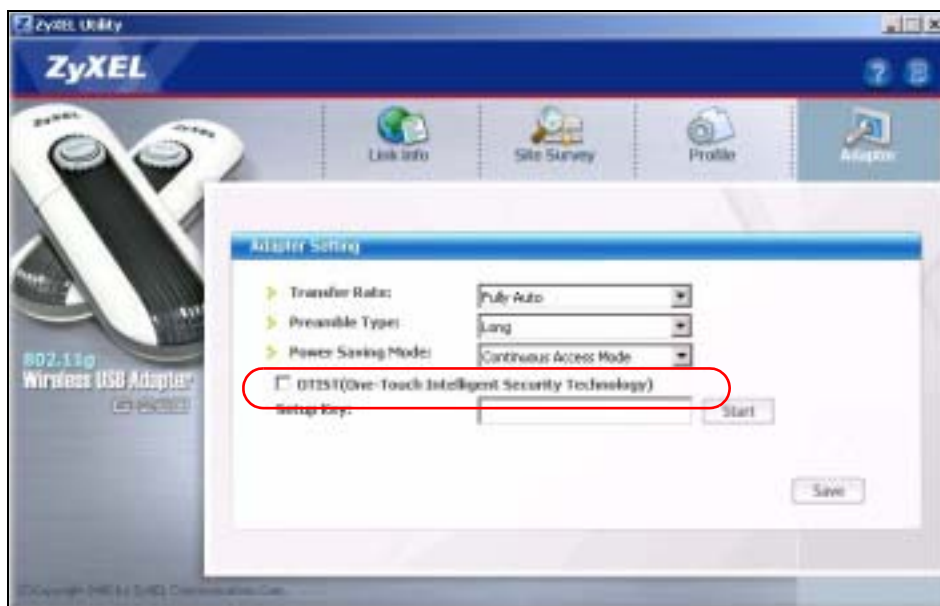 ZyXEL Utility
ZyXEL
Link Info
Site Survey
Profile
Adapter
Adapter Setting
Transfer Rate: Fully Auto
Preamble Type: Long
Power Saving Mode: Continuous Access Mode
OTIST(One-Touch Intelligent Security Technology)
Setup Key: Start
Save
802.11g
Wireless USB Adapter
ZyXEL
ZyXEL